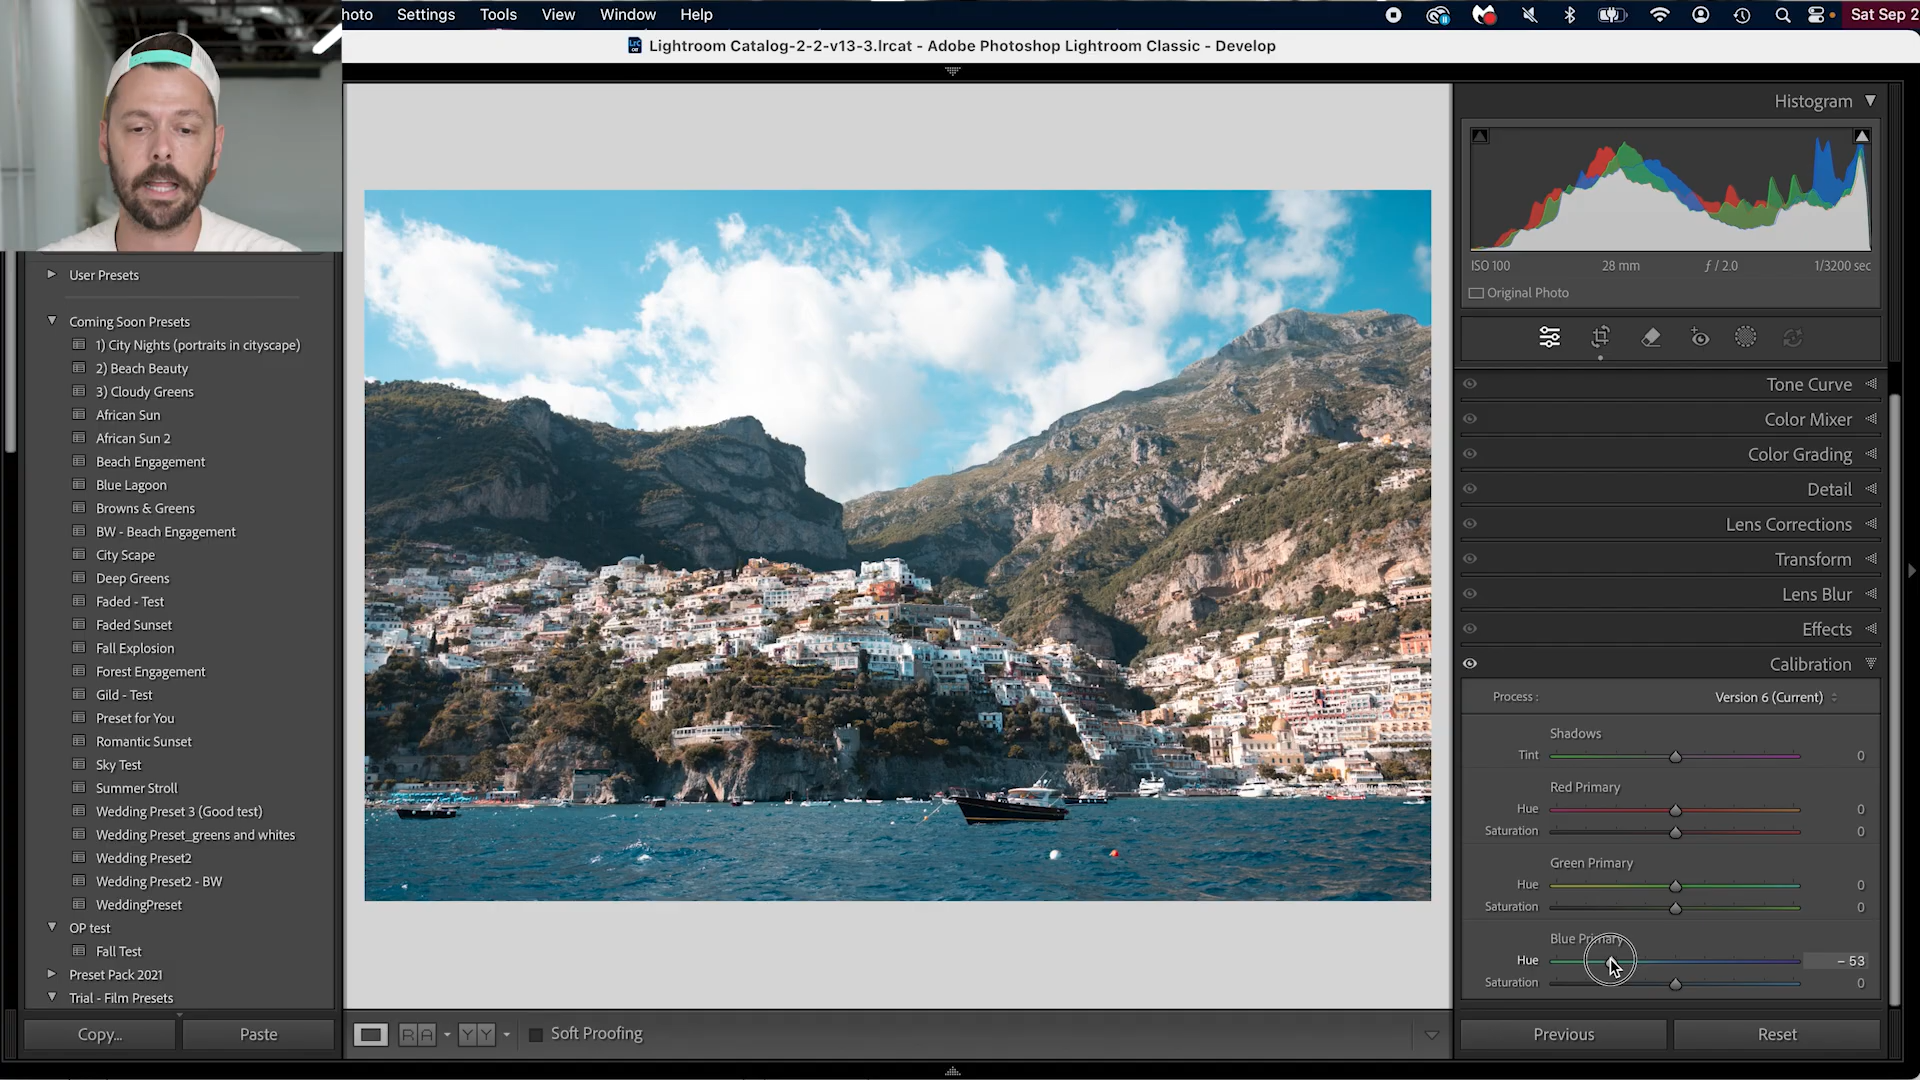 hoto Settings Tools View Window Help
Sat Sep 2
Lightroom Catalog-2-2-v13-3.lrcat - Adobe Photoshop Lightroom Classic - Develop
User Presets
Coming Soon Presets
1) City Nights (portraits in cityscape)
2) Beach Beauty
3) Cloudy Greens
African Sun
African Sun 2
Beach Engagement
Blue Lagoon
Browns & Greens
BW - Beach Engagement
City Scape
Deep Greens
Faded - Test
Faded Sunset
Fall Explosion
Forest Engagement
Gild - Test
Preset for You
Romantic Sunset
Sky Test
Summer Stroll
Wedding Preset 3 (Good test)
Wedding Preset_greens and whites
Wedding Preset2
Wedding Preset2 - BW
WeddingPreset
OP test
Fall Test
Preset Pack 2021
Trial - Film Presets
Copy... Paste
R A Y Y Soft Proofing
Histogram
ISO 100 28 mm ƒ / 2.0 1/3200 sec
Original Photo
Tone Curve
Color Mixer
Color Grading
Detail
Lens Corrections
Transform
Lens Blur
Effects
Calibration
Process : Version 6 (Current)
Shadows
Tint 0
Red Primary
Hue 0
Saturation 0
Green Primary
Hue 0
Saturation 0
Blue Primary
Hue - 53
Saturation 0
Previous Reset